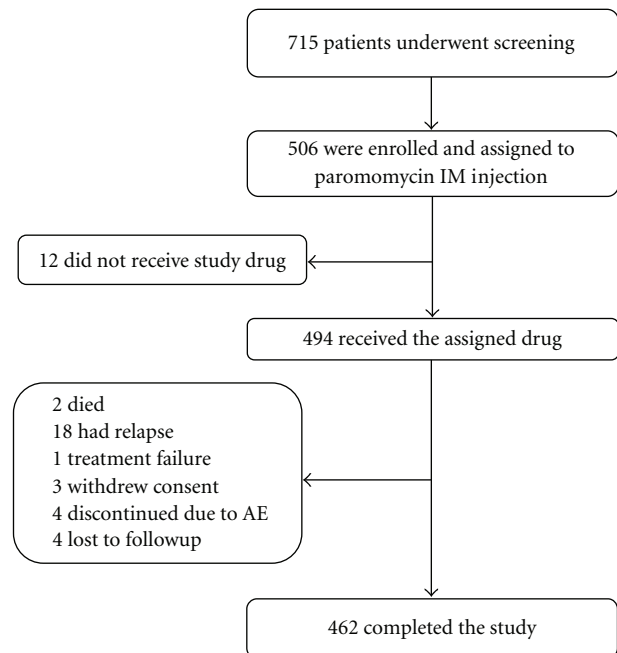 715 patients underwent screening
506 were enrolled and assigned to
paromomycin IM injection
12 did not receive study drug
494 received the assigned drug
2 died
18 had relapse
1 treatment failure
3 withdrew consent
4 discontinued due to AE
4 lost to followup
462 completed the study